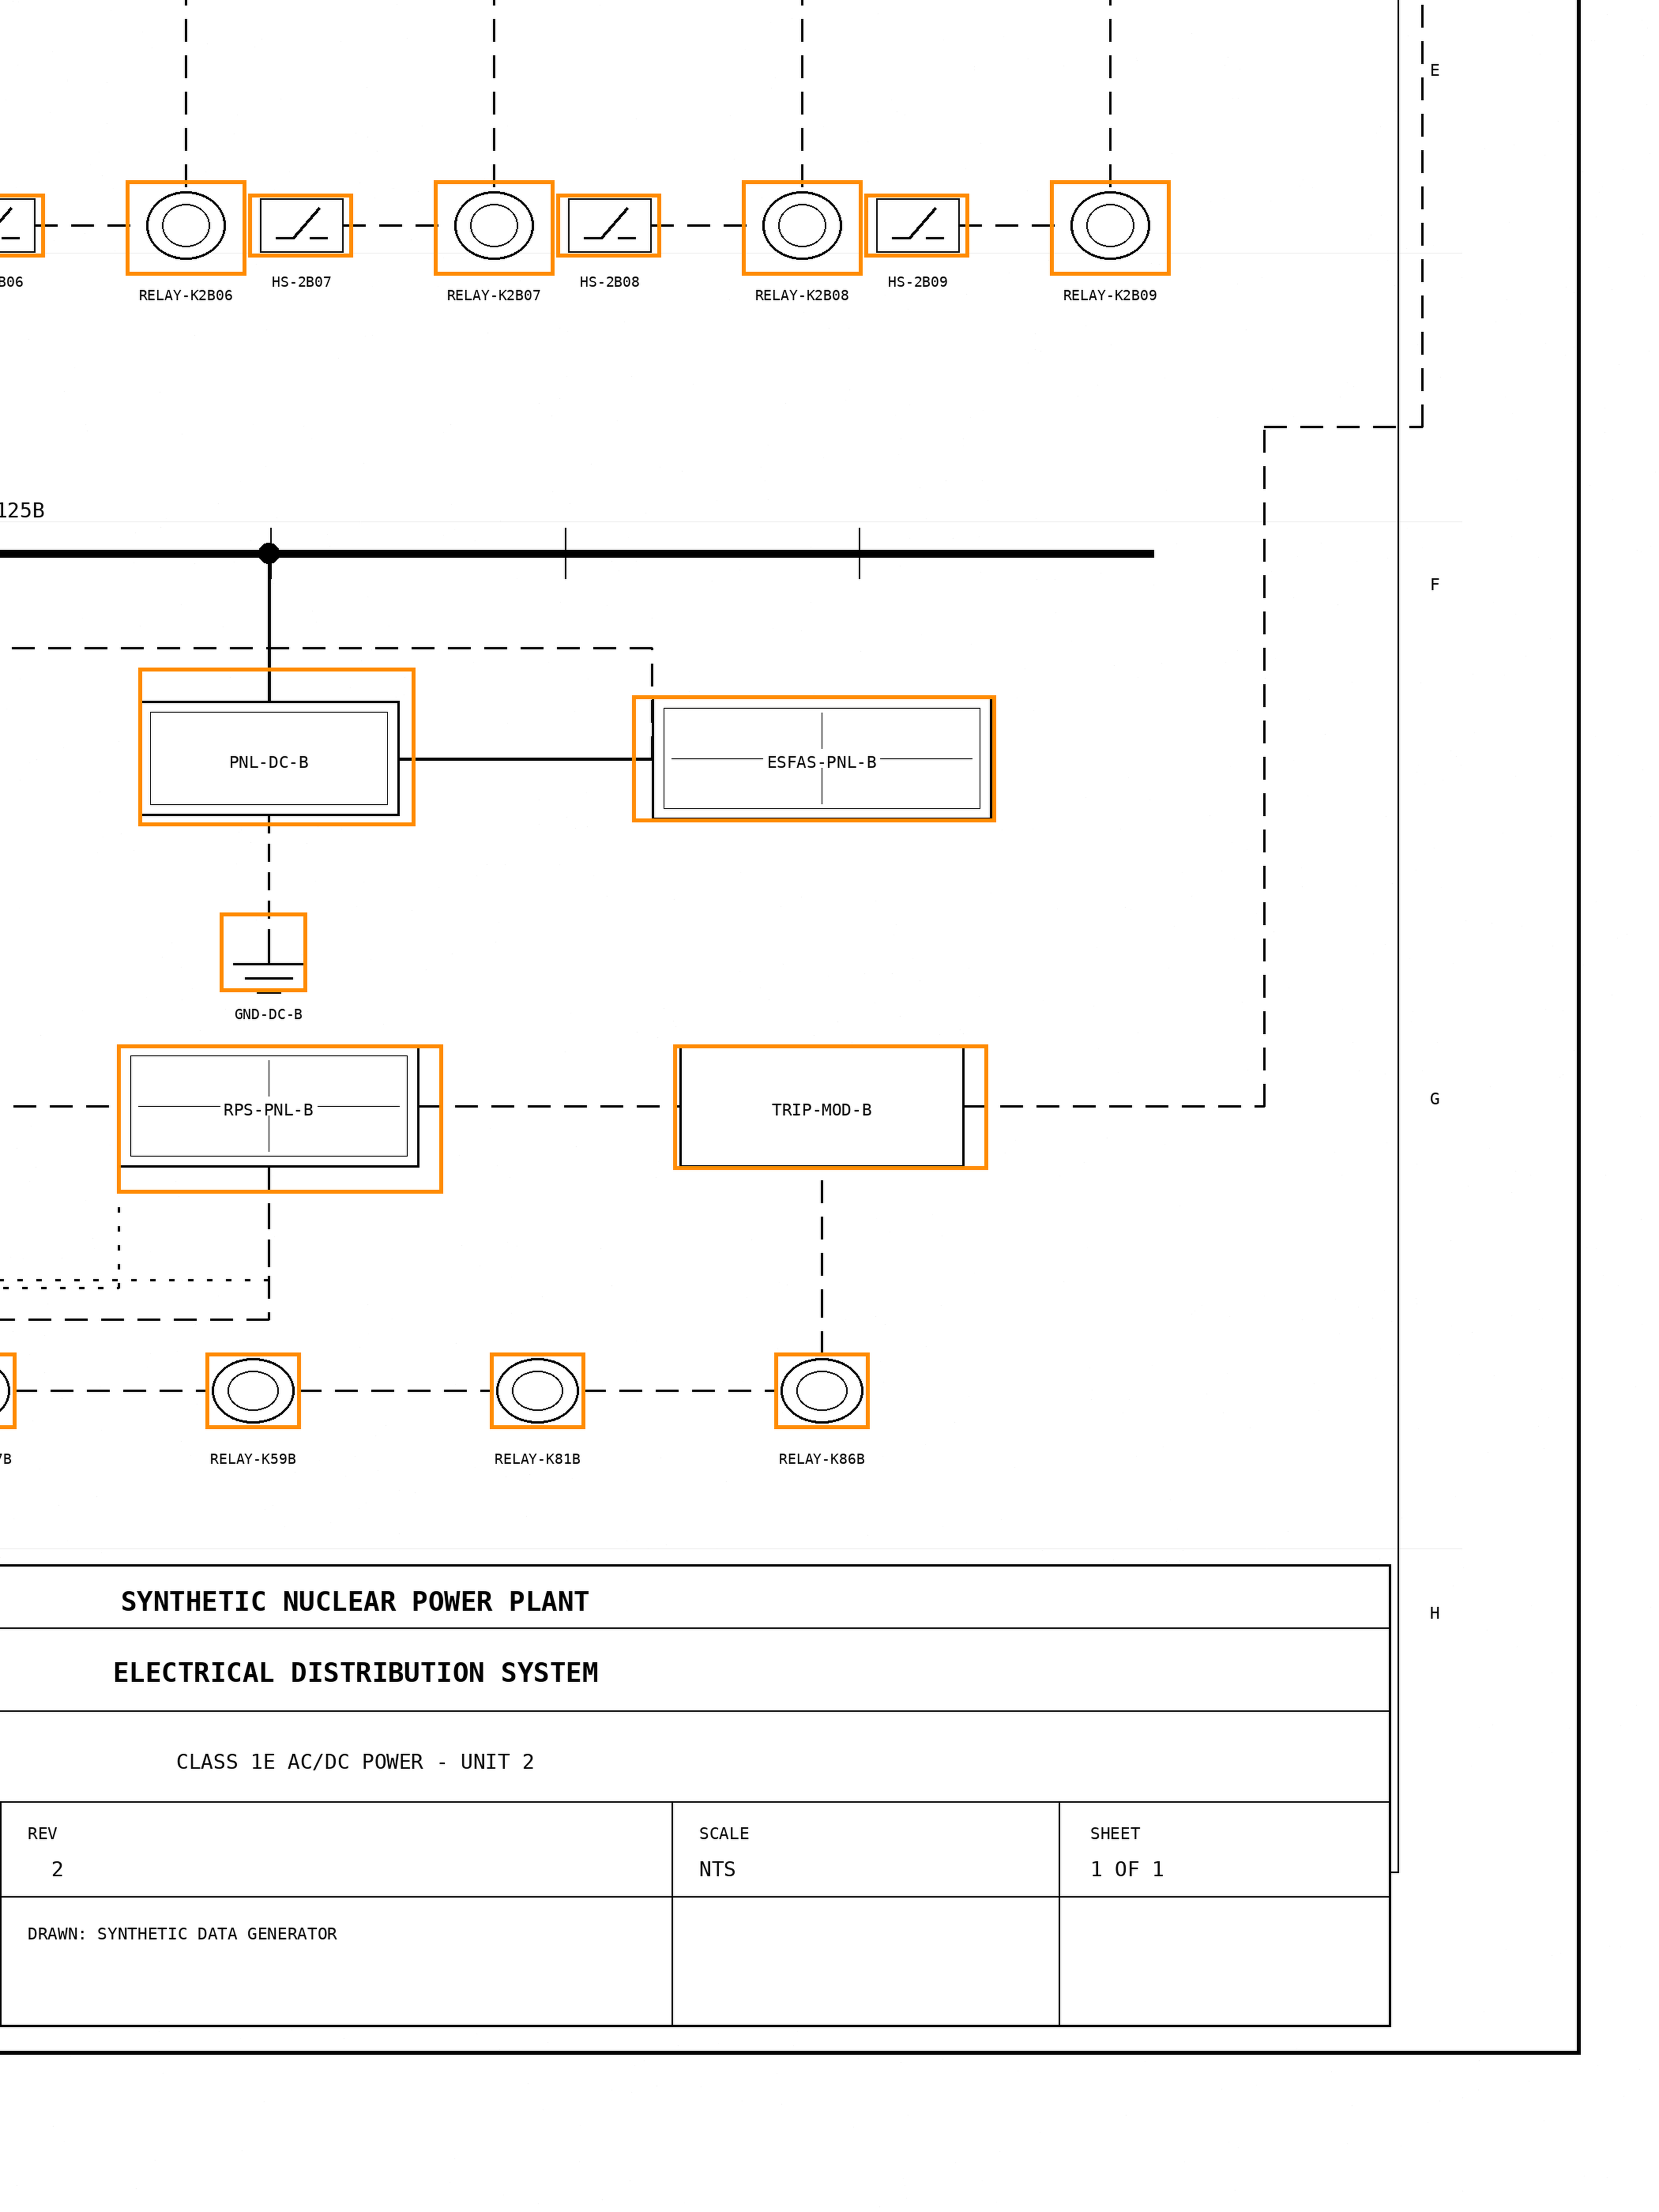 E
B06
HS-2B07
HS-2B08
HS-2B09
RELAY-K2B06
RELAY-K2B07
RELAY-K2B08
RELAY-K2B09
125B
F
PNL-DC-B
ESFAS-PNL-B
GND-DC-B
G
RPS-PNL-B
TRIP-MOD-B
7B
RELAY-K59B
RELAY-K81B
RELAY-K86B
SYNTHETIC NUCLEAR POWER PLANT
H
ELECTRICAL DISTRIBUTION SYSTEM
CLASS 1E AC/DC POWER - UNIT 2
REV
SCALE
SHEET
2
NTS
1 OF 1
DRAWN: SYNTHETIC DATA GENERATOR